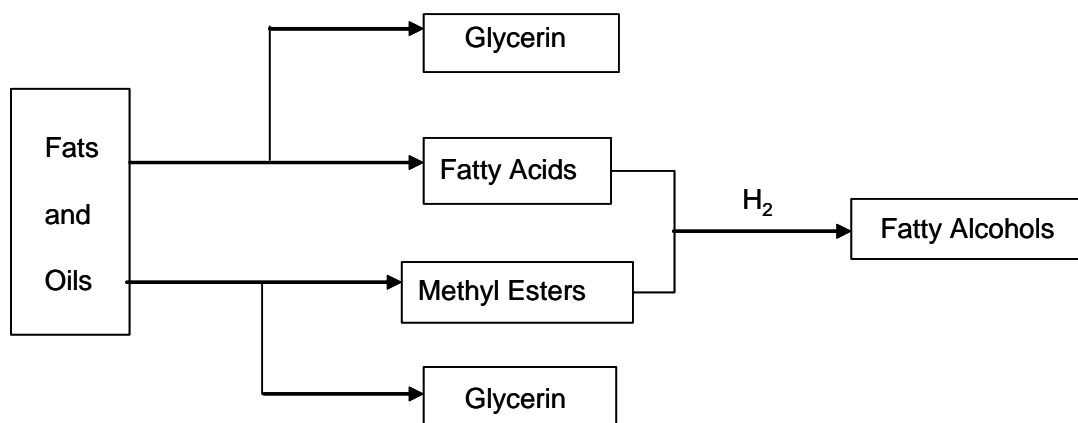 Glycerin
Fats
and
Oils
Fatty Acids
H₂
Fatty Alcohols
Methyl Esters
Glycerin